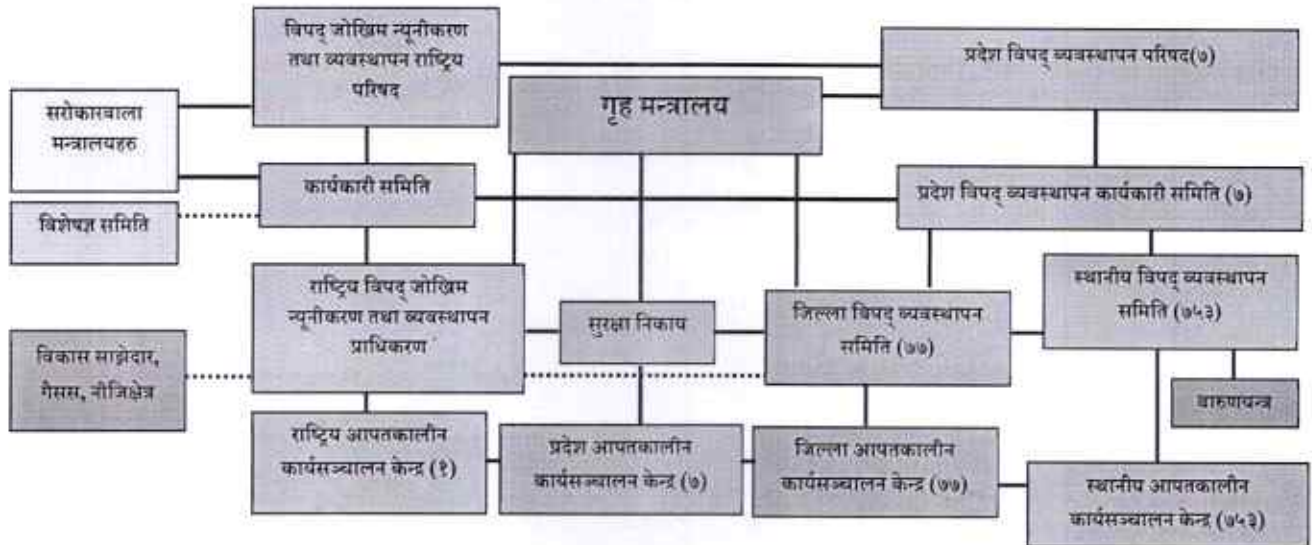 विपद् जोखिम न्यूनीकरण
तथा व्यवस्थापन राष्ट्रिय
परिषद
प्रदेश विपद् व्यवस्थापन परिषद(७)
गृह मन्त्रालय
सरोकारवाला
मन्त्रालयहरु
कार्यकारी समिति
प्रदेश विपद् व्यवस्थापन कार्यकारी समिति (७)
विशेषज्ञ समिति
राष्ट्रिय विपद् जोखिम
न्यूनीकरण तथा व्यवस्थापन
प्राधिकरण
सुरक्षा निकाय
जिल्ला विपद् व्यवस्थापन
समिति (७७)
स्थानीय विपद् व्यवस्थापन
समिति (७५३)
विकास साझेदार,
गैसस, नीजिक्षेत्र
वारुणयन्त्र
राष्ट्रिय आपतकालीन
कार्यसञ्चालन केन्द्र (१)
प्रदेश आपतकालीन
कार्यसञ्चालन केन्द्र (७)
जिल्ला आपतकालीन
कार्यसञ्चालन केन्द्र (७७)
स्थानीय आपतकालीन
कार्यसञ्चालन केन्द्र (७५३)